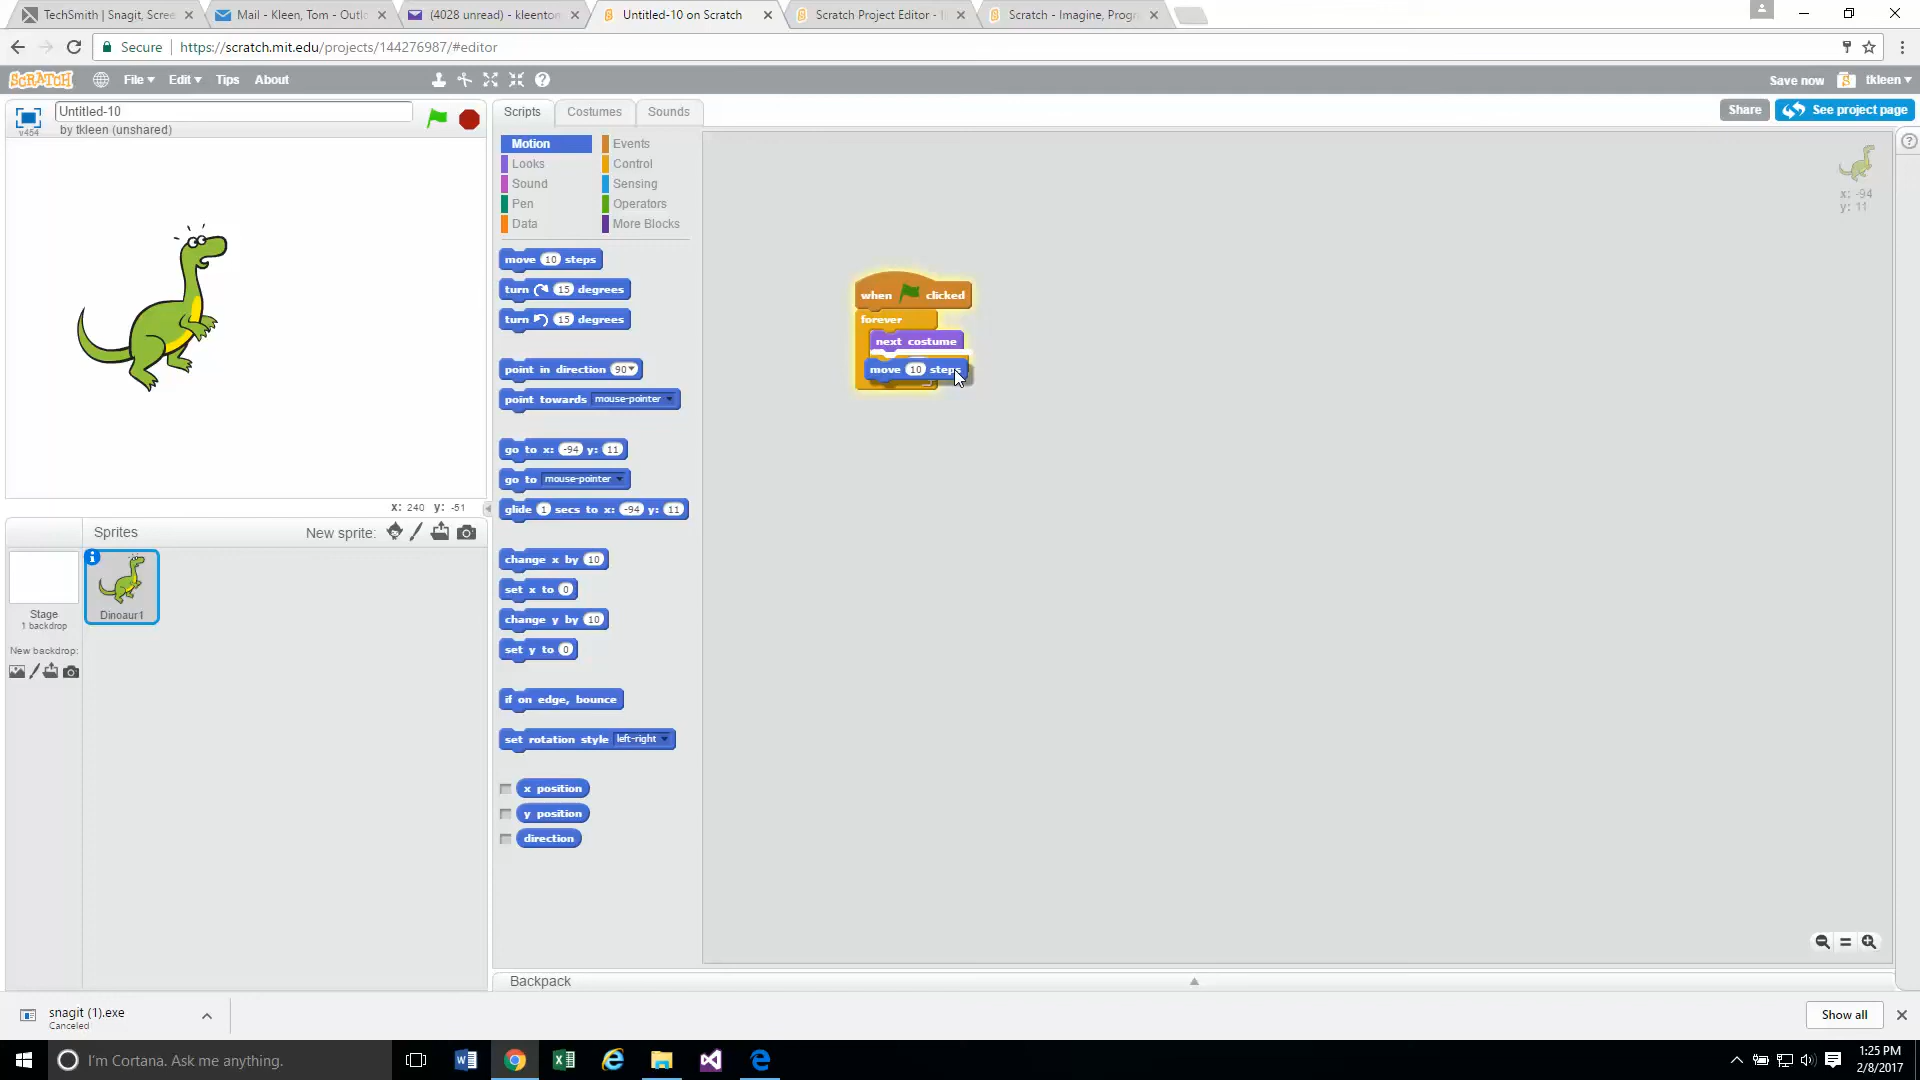 TechSmith | Snagit, Scree
Mail - Kleen, Tom - Outlo
(4028 unread) - kleentom
Untitled-10 on Scratch
Scratch Project Editor - I
Scratch - Imagine, Progra
Secure
https://scratch.mit.edu/projects/144276987/#editor
SCRATCH
File
Edit
Tips
About
Save now
tkleen
Untitled-10
by tkleen (unshared)
v454
Scripts
Costumes
Sounds
Share
See project page
Motion
Events
Looks
Control
Sound
Sensing
Pen
Operators
Data
More Blocks
x: -94
y: 11
move 10 steps
turn 15 degrees
turn 15 degrees
point in direction 90
point towards mouse-pointer
go to x: -94 y: 11
go to mouse-pointer
glide 1 secs to x: -94 y: 11
change x by 10
set x to 0
change y by 10
set y to 0
if on edge, bounce
set rotation style left-right
x position
y position
direction
when clicked
forever
next costume
move 10 steps
x: 240 y: -51
Sprites
New sprite:
Stage
1 backdrop
New backdrop:
Dinoaur1
Backpack
snagit (1).exe
Canceled
Show all
I'm Cortana. Ask me anything.
1:25 PM
2/8/2017